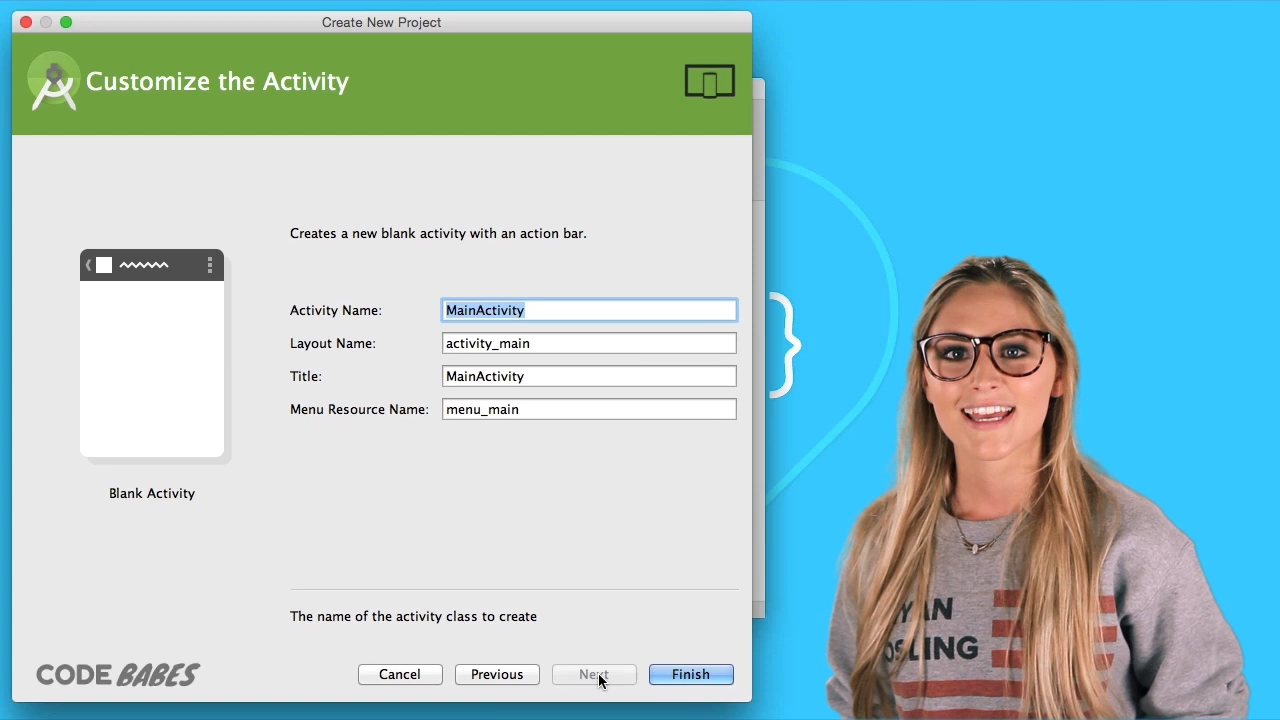 Create New Project
Customize the Activity
Creates a new blank activity with an action bar.
Activity Name: MainActivity
Layout Name: activity_main
Title: MainActivity
Menu Resource Name: menu_main
Blank Activity
The name of the activity class to create
CODE BABES
Cancel Previous Next Finish
}
YAN
OSLING